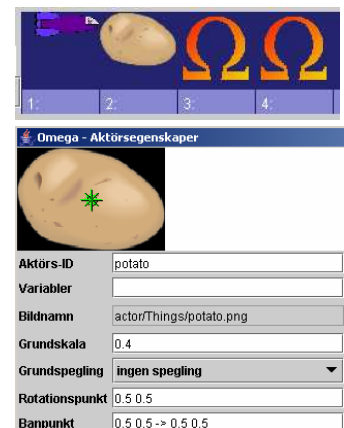 Ω Ω
1: 2: 3: 4:
Omega - Aktörsegenskaper
Aktörs-ID potato
Variabler
Bildnamn actor/Things/potato.png
Grundskala 0.4
Grundspegling ingen spegling
Rotationspunkt 0.5 0.5
Banpunkt 0.5 0.5 -> 0.5 0.5